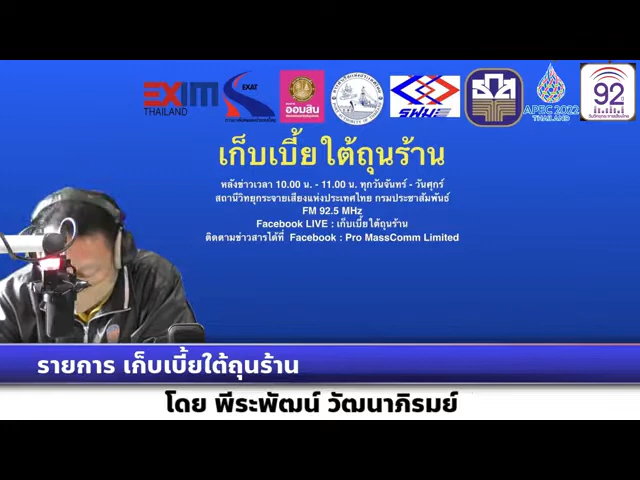 EXIM
THAILAND
EXAT
ออมสิน
รฟม
ธอส
APEC 2022
THAILAND
92
เก็บเบี้ยใต้ถุนร้าน
หลังข่าวเวลา 10.00 น. - 11.00 น. ทุกวันจันทร์ - วันศุกร์
สถานีวิทยุกระจายเสียงแห่งประเทศไทย กรมประชาสัมพันธ์
FM 92.5 MHz
Facebook LIVE : เก็บเบี้ยใต้ถุนร้าน
ติดตามข่าวสารได้ที่ Facebook : Pro MassComm Limited
รายการ เก็บเบี้ยใต้ถุนร้าน
โดย พีระพัฒน์ วัฒนาภิรมย์